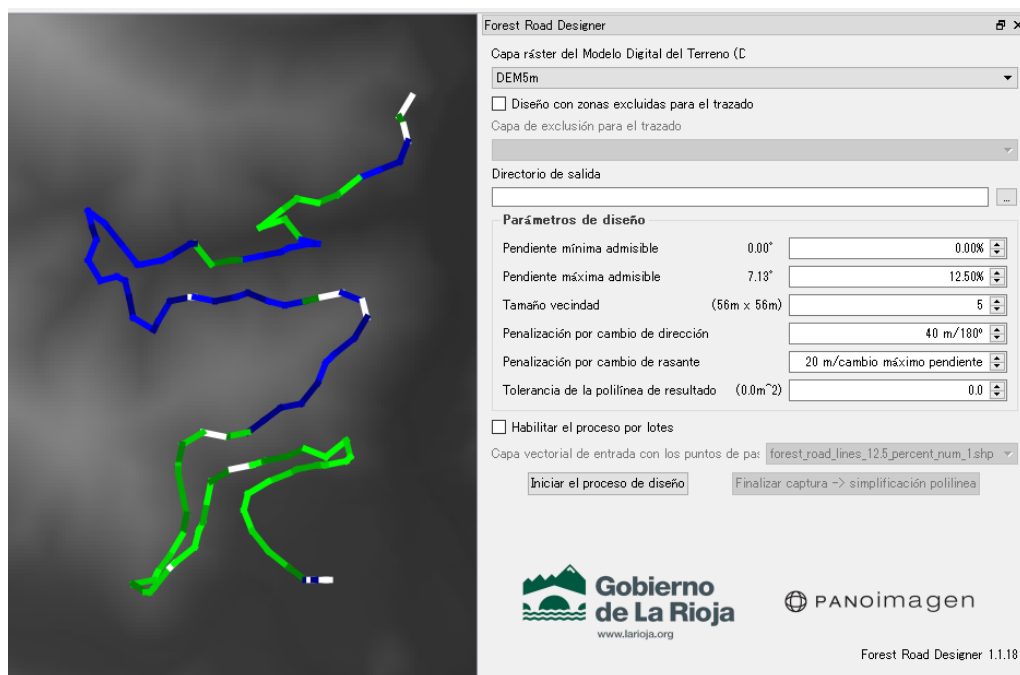 Forest Road Designer
Capa ráster del Modelo Digital del Terreno (D
DEM5m
Diseño con zonas excluidas para el trazado
Capa de exclusión para el trazado
Directorio de salida
...
Parámetros de diseño
Pendiente mínima admisible 0.00° 0.00%
Pendiente máxima admisible 7.13° 12.50%
Tamaño vecindad (56m x 56m) 5
Penalización por cambio de dirección 40 m/180º
Penalización por cambio de rasante 20 m/cambio máximo pendiente
Tolerancia de la polilínea de resultado (0.0m^2) 0.0
Habilitar el proceso por lotes
Capa vectorial de entrada con los puntos de pas forest_road_lines_12.5_percent_num_1.shp
Iniciar el proceso de diseño Finalizar captura -> simplificación polilinea
Gobierno
de La Rioja
www.larioja.org
PANOimagen
Forest Road Designer 1.1.18